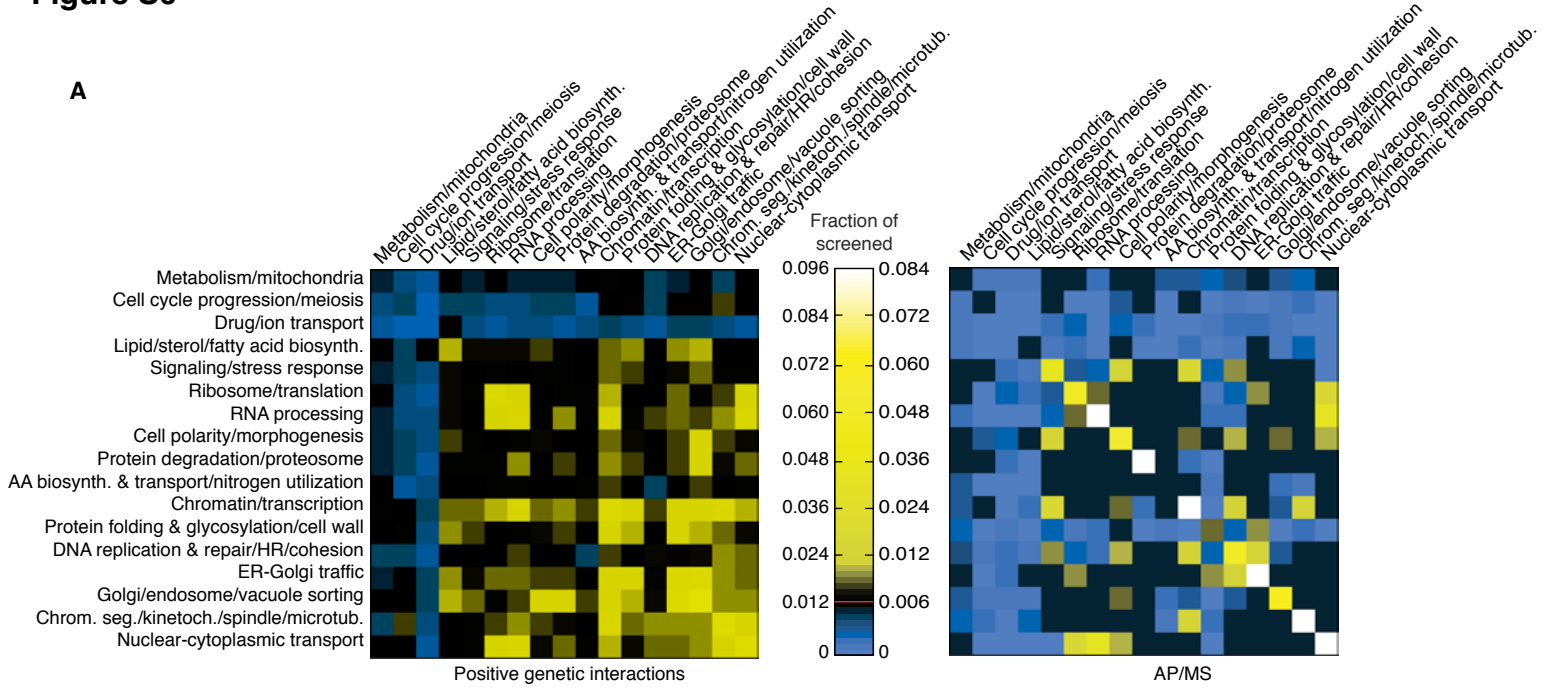 A
Metabolism/mitochondria
Cell cycle progression/meiosis
Drug/ion transport
Lipid/sterol/fatty acid biosynth.
Signaling/stress response
Ribosome/translation
RNA processing
Cell polarity/morphogenesis
Protein degradation/proteosome
AA biosynth. & transport/nitrogen utilization
Chromatin/transcription
Protein folding & glycosylation/cell wall
DNA replication & repair/HR/cohesion
ER-Golgi traffic
Golgi/endosome/vacuole sorting
Chrom. seg./kinetoch./spindle/microtub.
Nuclear-cytoplasmic transport
Metabolism/mitochondria
Cell cycle progression/meiosis
Drug/ion transport
Lipid/sterol/fatty acid biosynth.
Signaling/stress response
Ribosome/translation
RNA processing
Cell polarity/morphogenesis
Protein degradation/proteosome
AA biosynth. & transport/nitrogen utilization
Chromatin/transcription
Protein folding & glycosylation/cell wall
DNA replication & repair/HR/cohesion
ER-Golgi traffic
Golgi/endosome/vacuole sorting
Chrom. seg./kinetoch./spindle/microtub.
Nuclear-cytoplasmic transport
Fraction of
screened
0.096 0.084
0.084 0.072
0.072 0.060
0.060 0.048
0.048 0.036
0.036 0.024
0.024 0.012
0.012 0.006
0 0
Metabolism/mitochondria
Cell cycle progression/meiosis
Drug/ion transport
Lipid/sterol/fatty acid biosynth.
Signaling/stress response
Ribosome/translation
RNA processing
Cell polarity/morphogenesis
Protein degradation/proteosome
AA biosynth. & transport/nitrogen utilization
Chromatin/transcription
Protein folding & glycosylation/cell wall
DNA replication & repair/HR/cohesion
ER-Golgi traffic
Golgi/endosome/vacuole sorting
Chrom. seg./kinetoch./spindle/microtub.
Nuclear-cytoplasmic transport
Positive genetic interactions
AP/MS